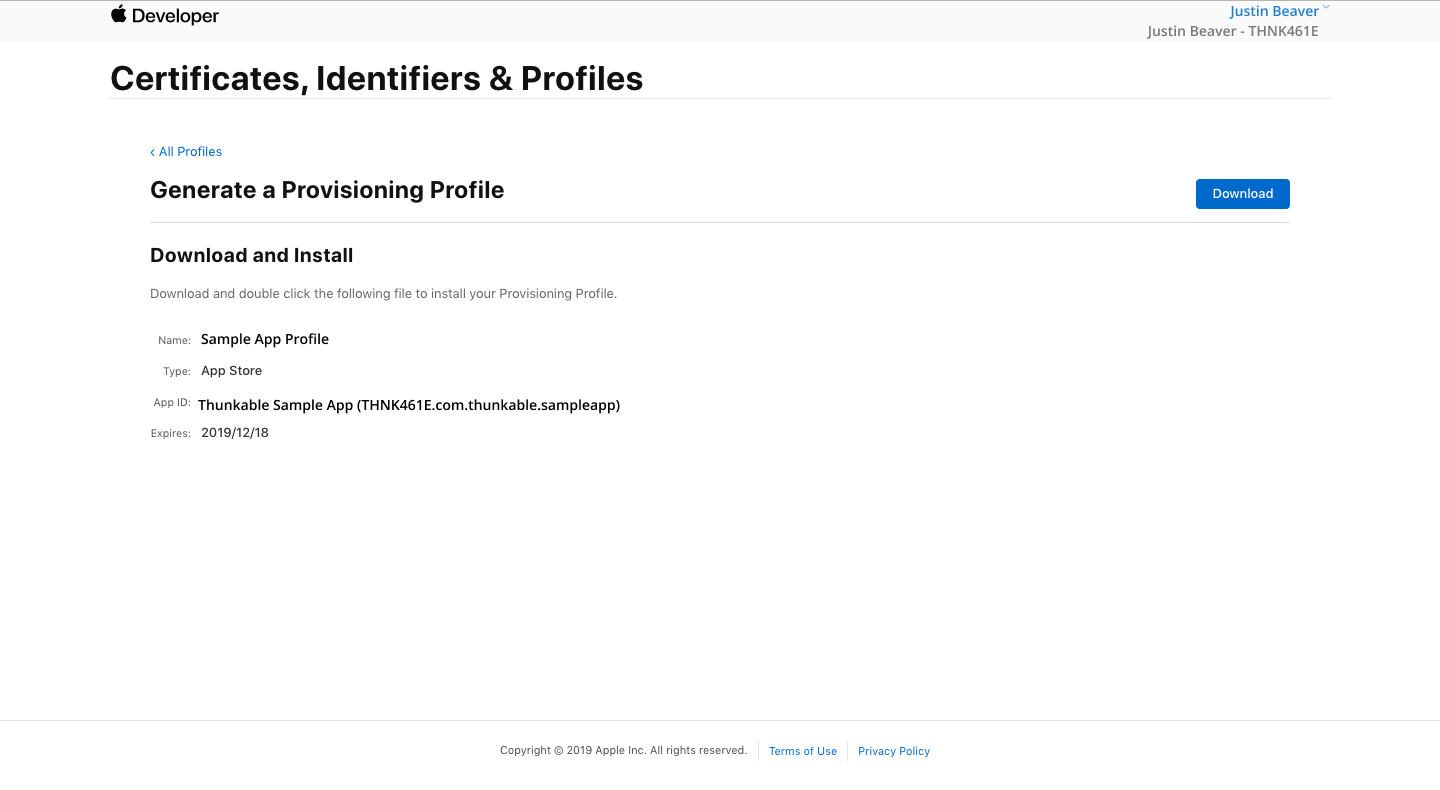 Developer
Justin Beaver
Justin Beaver - THNK461E
Certificates, Identifiers & Profiles
‹ All Profiles
Generate a Provisioning Profile
Download
Download and Install
Download and double click the following file to install your Provisioning Profile.
Name: Sample App Profile
Type: App Store
App ID: Thunkable Sample App (THNK461E.com.thunkable.sampleapp)
Expires: 2019/12/18
Copyright © 2019 Apple Inc. All rights reserved. Terms of Use Privacy Policy